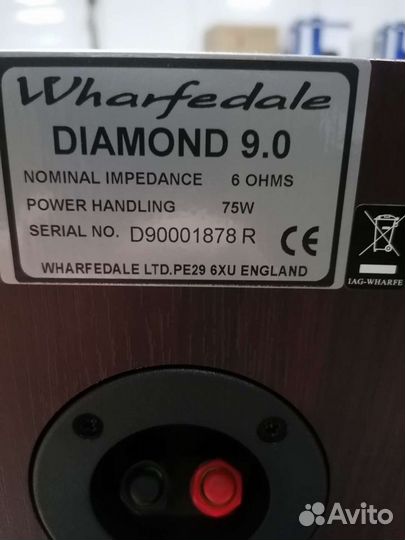 Wharfedale
DIAMOND 9.0
NOMINAL IMPEDANCE 6 OHMS
POWER HANDLING 75W
SERIAL NO. D90001878 R CE
WHARFEDALE LTD.PE29 6XU ENGLAND
IAG-WHARFE
Avito